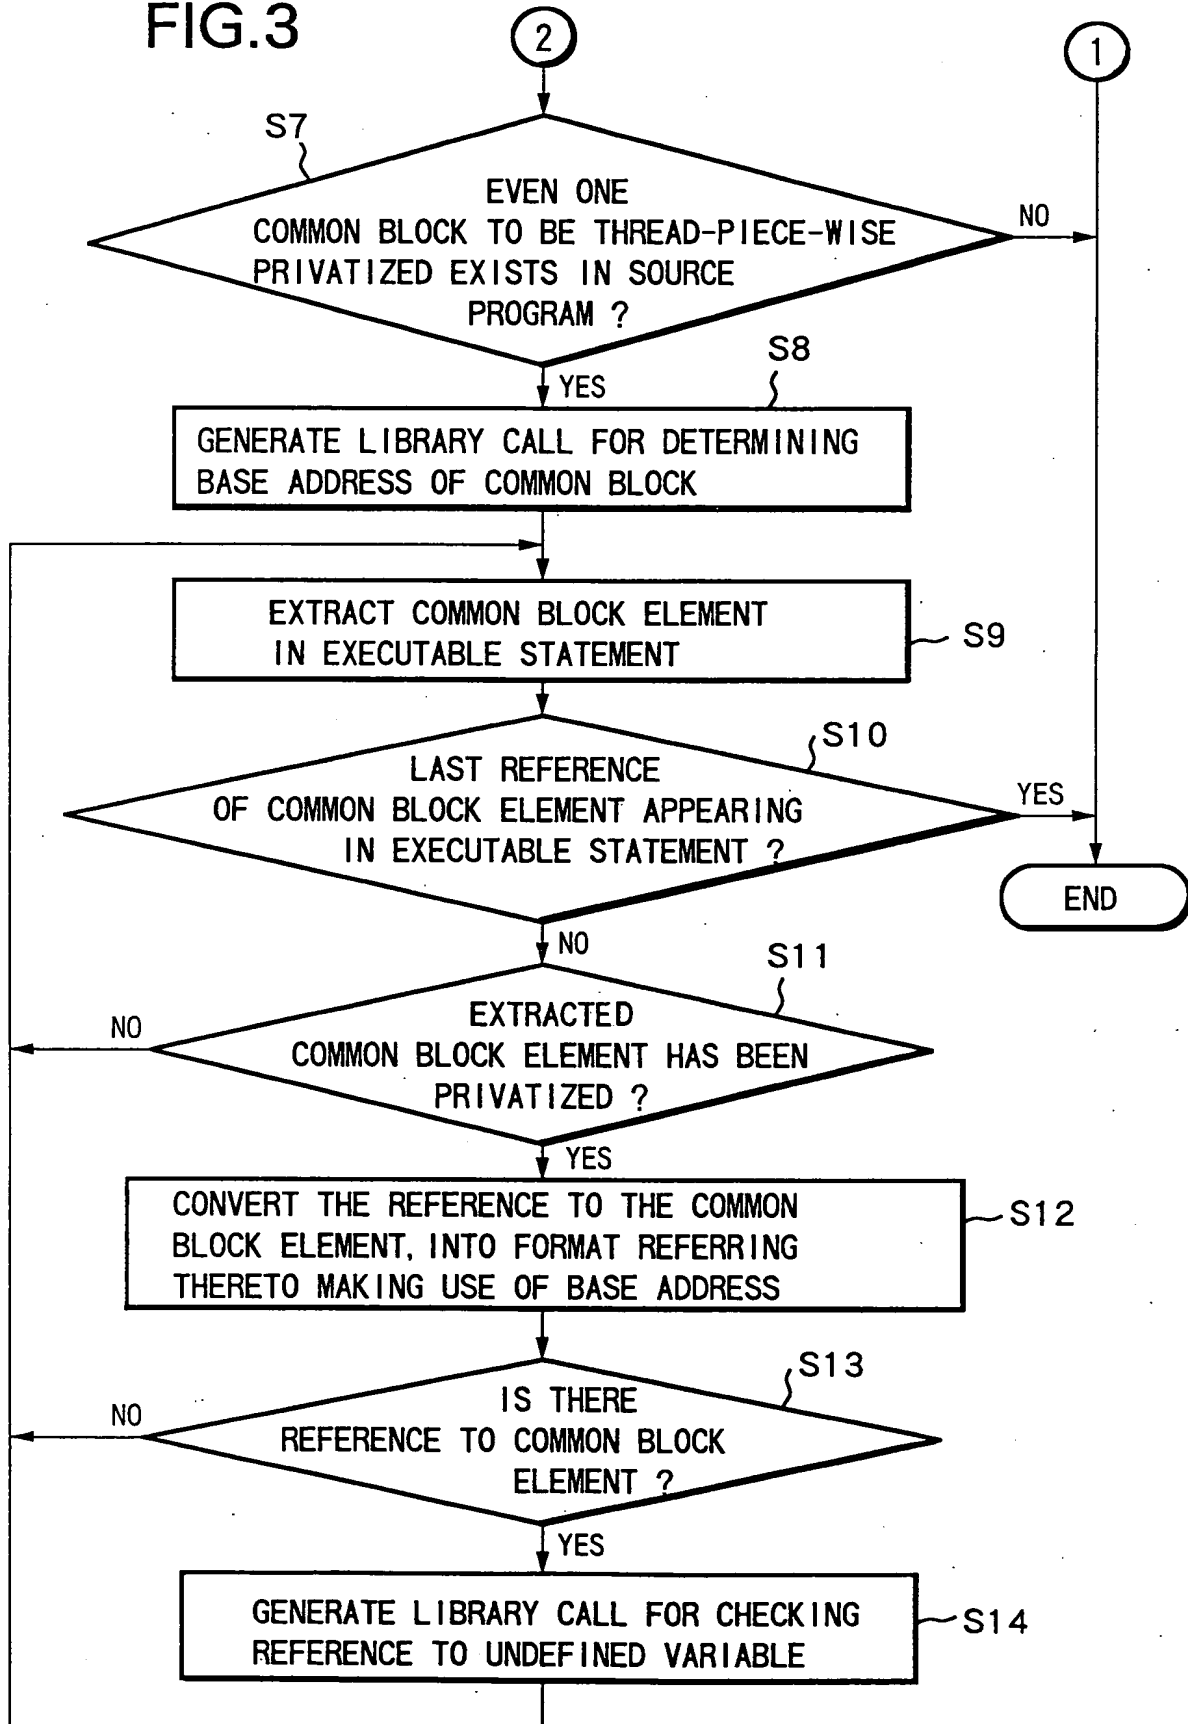 FIG.3
2
1
S7
EVEN ONE
COMMON BLOCK TO BE THREAD-PIECE-WISE
PRIVATIZED EXISTS IN SOURCE
PROGRAM ?
NO
YES
S8
GENERATE LIBRARY CALL FOR DETERMINING
BASE ADDRESS OF COMMON BLOCK
EXTRACT COMMON BLOCK ELEMENT
IN EXECUTABLE STATEMENT
S9
S10
LAST REFERENCE
OF COMMON BLOCK ELEMENT APPEARING
IN EXECUTABLE STATEMENT ?
YES
END
NO
S11
EXTRACTED
COMMON BLOCK ELEMENT HAS BEEN
PRIVATIZED ?
NO
YES
CONVERT THE REFERENCE TO THE COMMON
BLOCK ELEMENT, INTO FORMAT REFERRING
THERETO MAKING USE OF BASE ADDRESS
S12
S13
IS THERE
REFERENCE TO COMMON BLOCK
ELEMENT ?
NO
YES
GENERATE LIBRARY CALL FOR CHECKING
REFERENCE TO UNDEFINED VARIABLE
S14